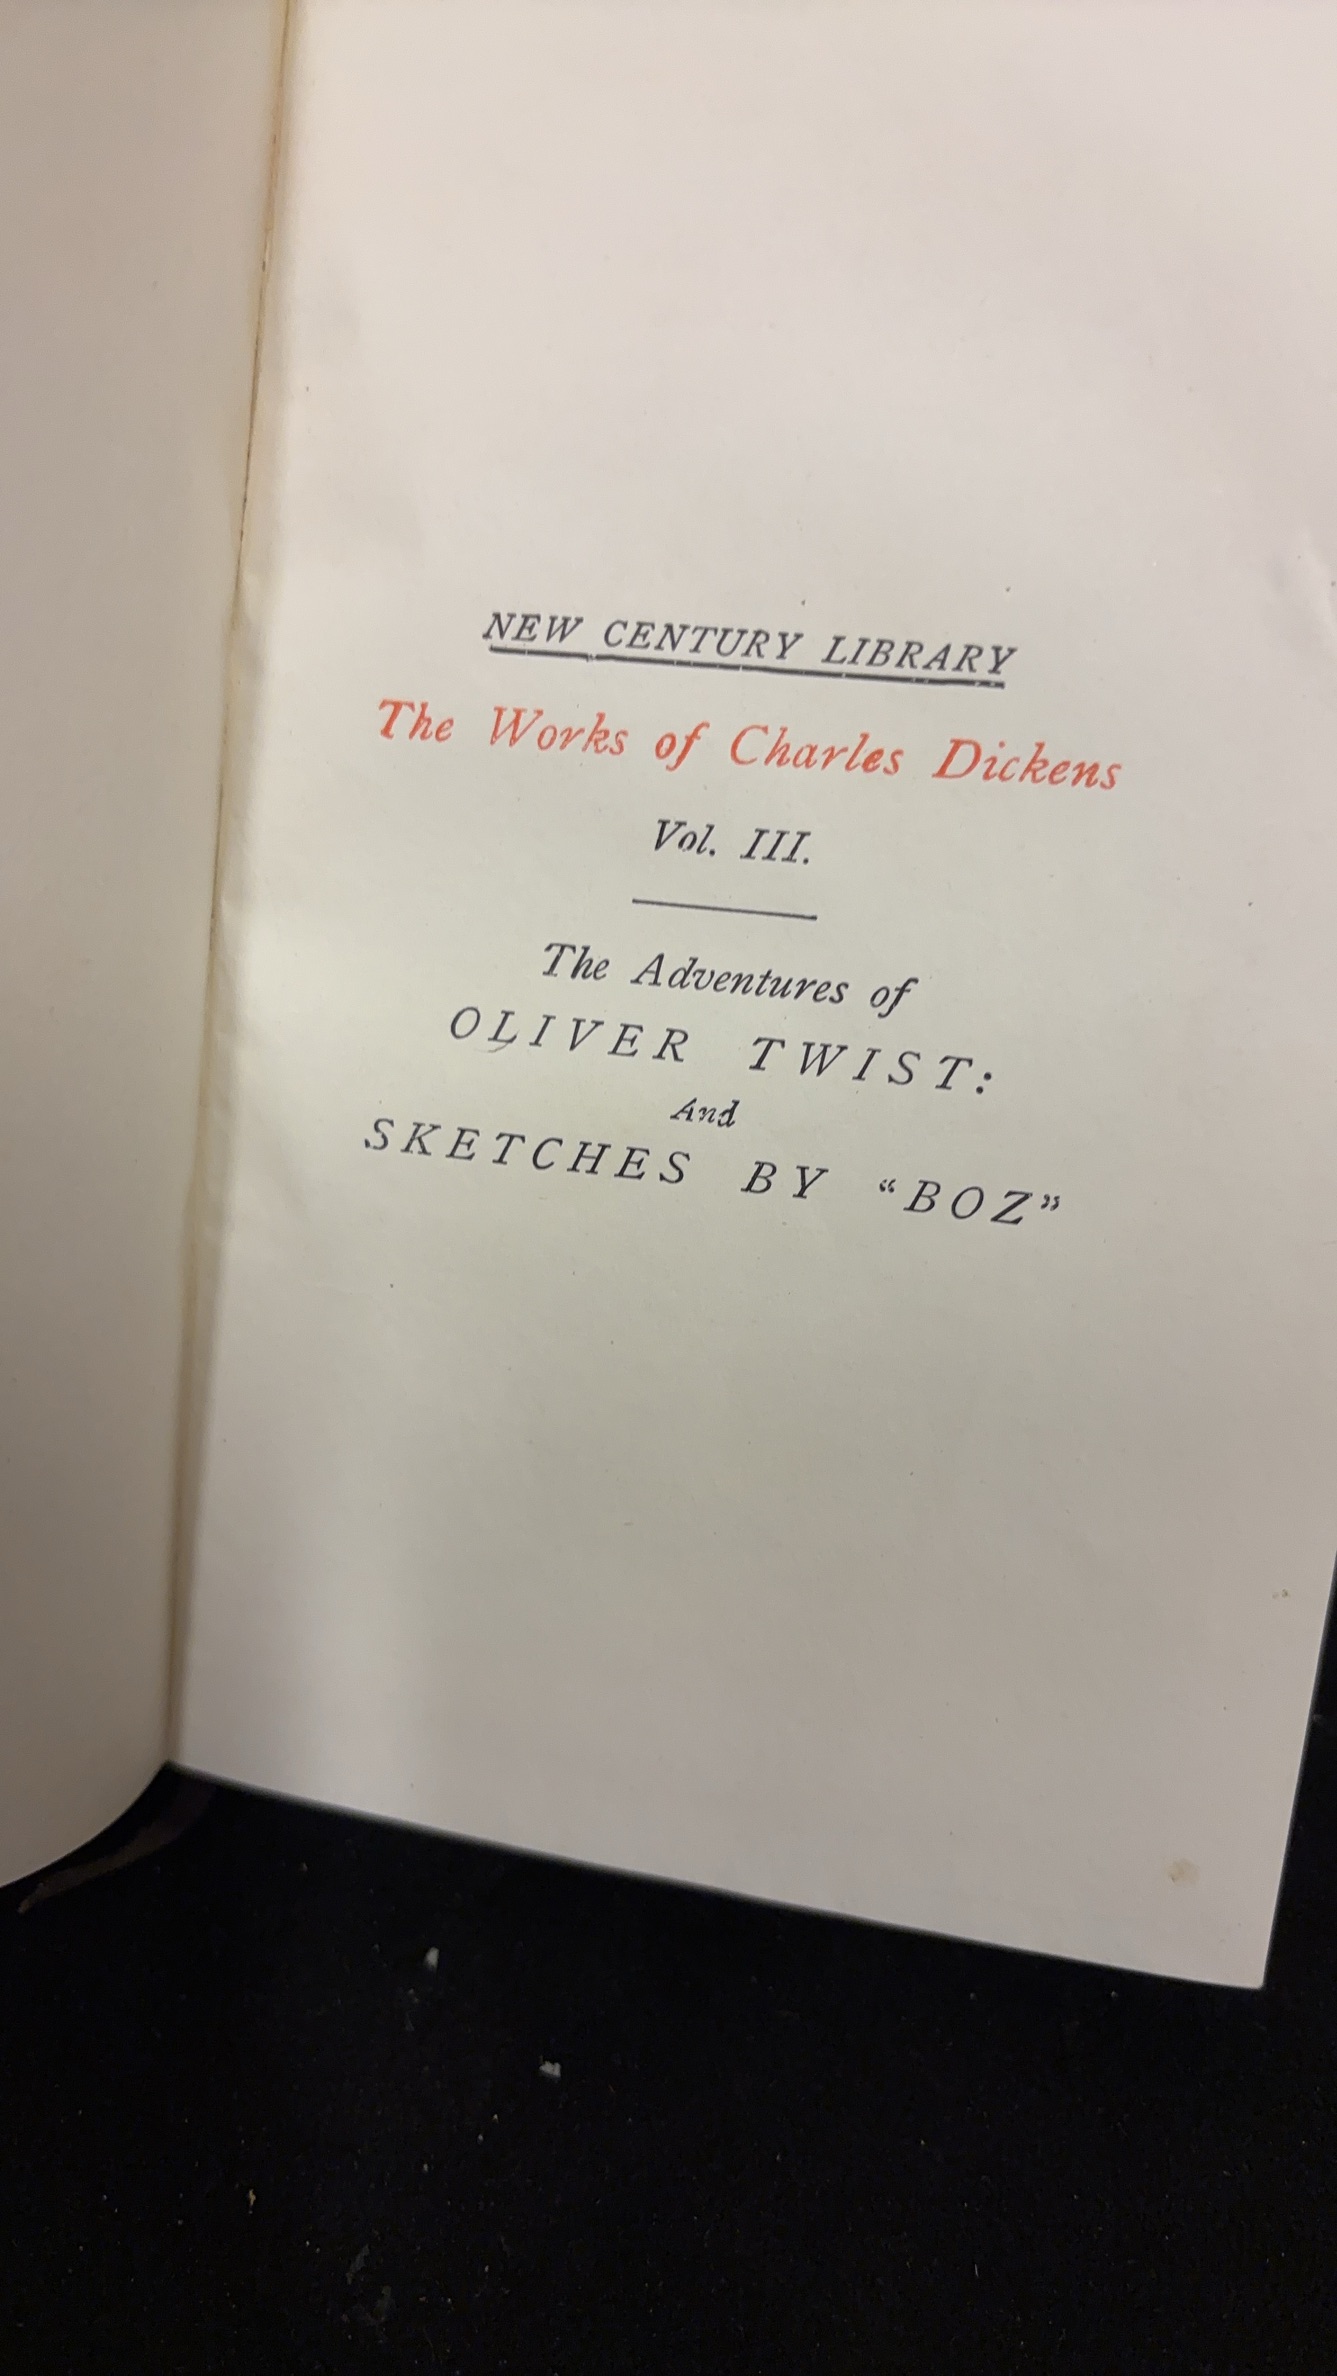 NEW CENTURY LIBRARY
The Works of Charles Dickens
Vol. III.
The Adventures of
OLIVER TWIST:
And
SKETCHES BY “BOZ”